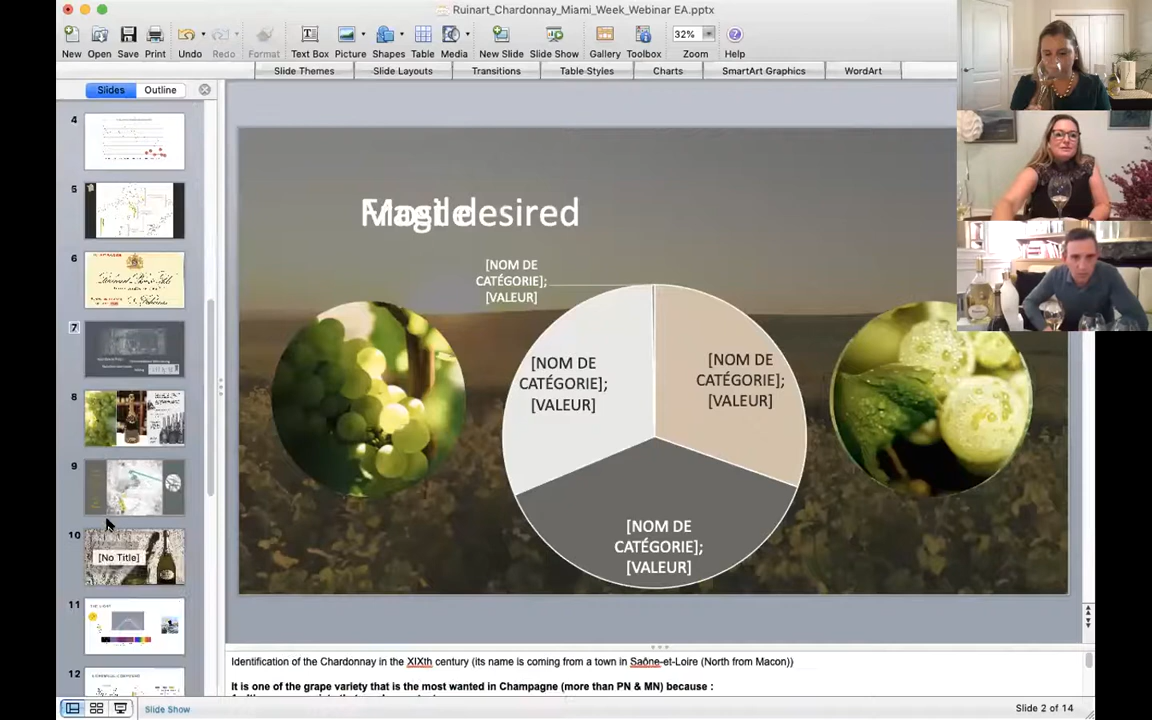 Ruinart_Chardonnay_Miami_Week_Webinar EA.pptx
New Open Save Print Undo Redo Format Text Box Picture Shapes Table Media New Slide Slide Show Gallery Toolbox Zoom Help
32%
Slide Themes Slide Layouts Transitions Table Styles Charts SmartArt Graphics WordArt
Slides Outline
4
5
6
7
8
9
10
[No Title]
11
12
Most desired
Fragile
[NOM DE
CATÉGORIE];
[VALEUR]
[NOM DE
CATÉGORIE];
[VALEUR]
[NOM DE
CATÉGORIE];
[VALEUR]
[NOM DE
CATÉGORIE];
[VALEUR]
Identification of the Chardonnay in the XIXth century (its name is coming from a town in Saône-et-Loire (North from Macon))
It is one of the grape variety that is the most wanted in Champagne (more than PN & MN) because :
Slide Show
Slide 2 of 14